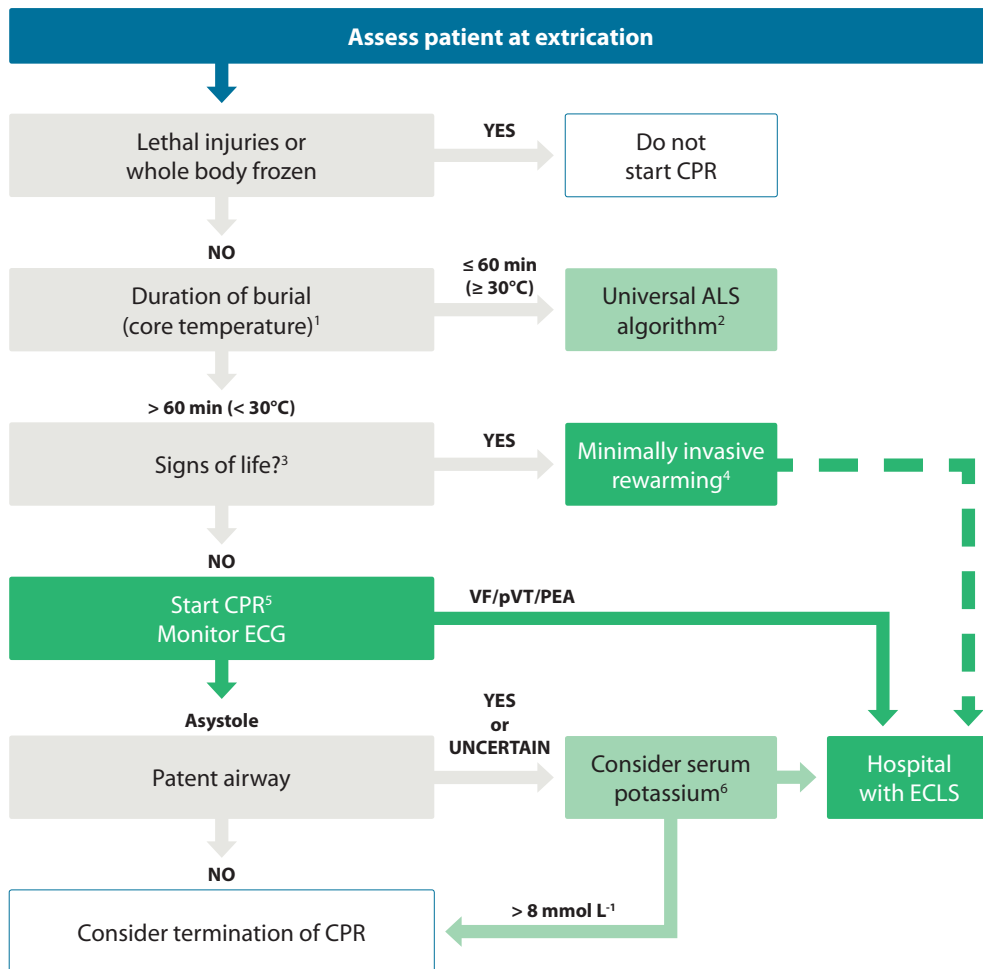 Assess patient at extrication
Lethal injuries or
whole body frozen
YES
Do not
start CPR
NO
Duration of burial
(core temperature)¹
≤ 60 min
(≥ 30°C)
Universal ALS
algorithm²
> 60 min (< 30°C)
Signs of life?³
YES
Minimally invasive
rewarming⁴
NO
Start CPR⁵
Monitor ECG
VF/pVT/PEA
Asystole
Patent airway
YES
or
UNCERTAIN
Consider serum
potassium⁶
Hospital
with ECLS
NO
> 8 mmol L⁻¹
Consider termination of CPR